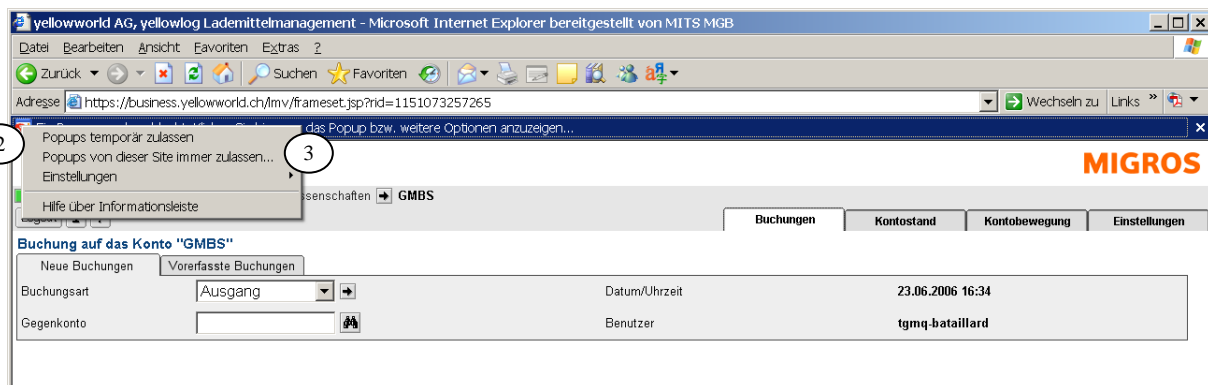 yellowworld AG, yellowlog Lademittelmanagement - Microsoft Internet Explorer bereitgestellt von MITS MGB
Datei Bearbeiten Ansicht Favoriten Extras ?
Zurück Suchen Favoriten
Adresse https://business.yellowworld.ch/lmv/frameset.jsp?rid=1151073257265 Wechseln zu Links »
das Popup bzw. weitere Optionen anzuzeigen...
2
Popups temporär zulassen
Popups von dieser Site immer zulassen...
3
Einstellungen
Hilfe über Informationsleiste
MIGROS
ssenschaften GMBS
Buchungen Kontostand Kontobewegung Einstellungen
Buchung auf das Konto "GMBS"
Neue Buchungen Vorerfasste Buchungen
Buchungsart Ausgang Datum/Uhrzeit 23.06.2006 16:34
Gegenkonto Benutzer tgmq-bataillard